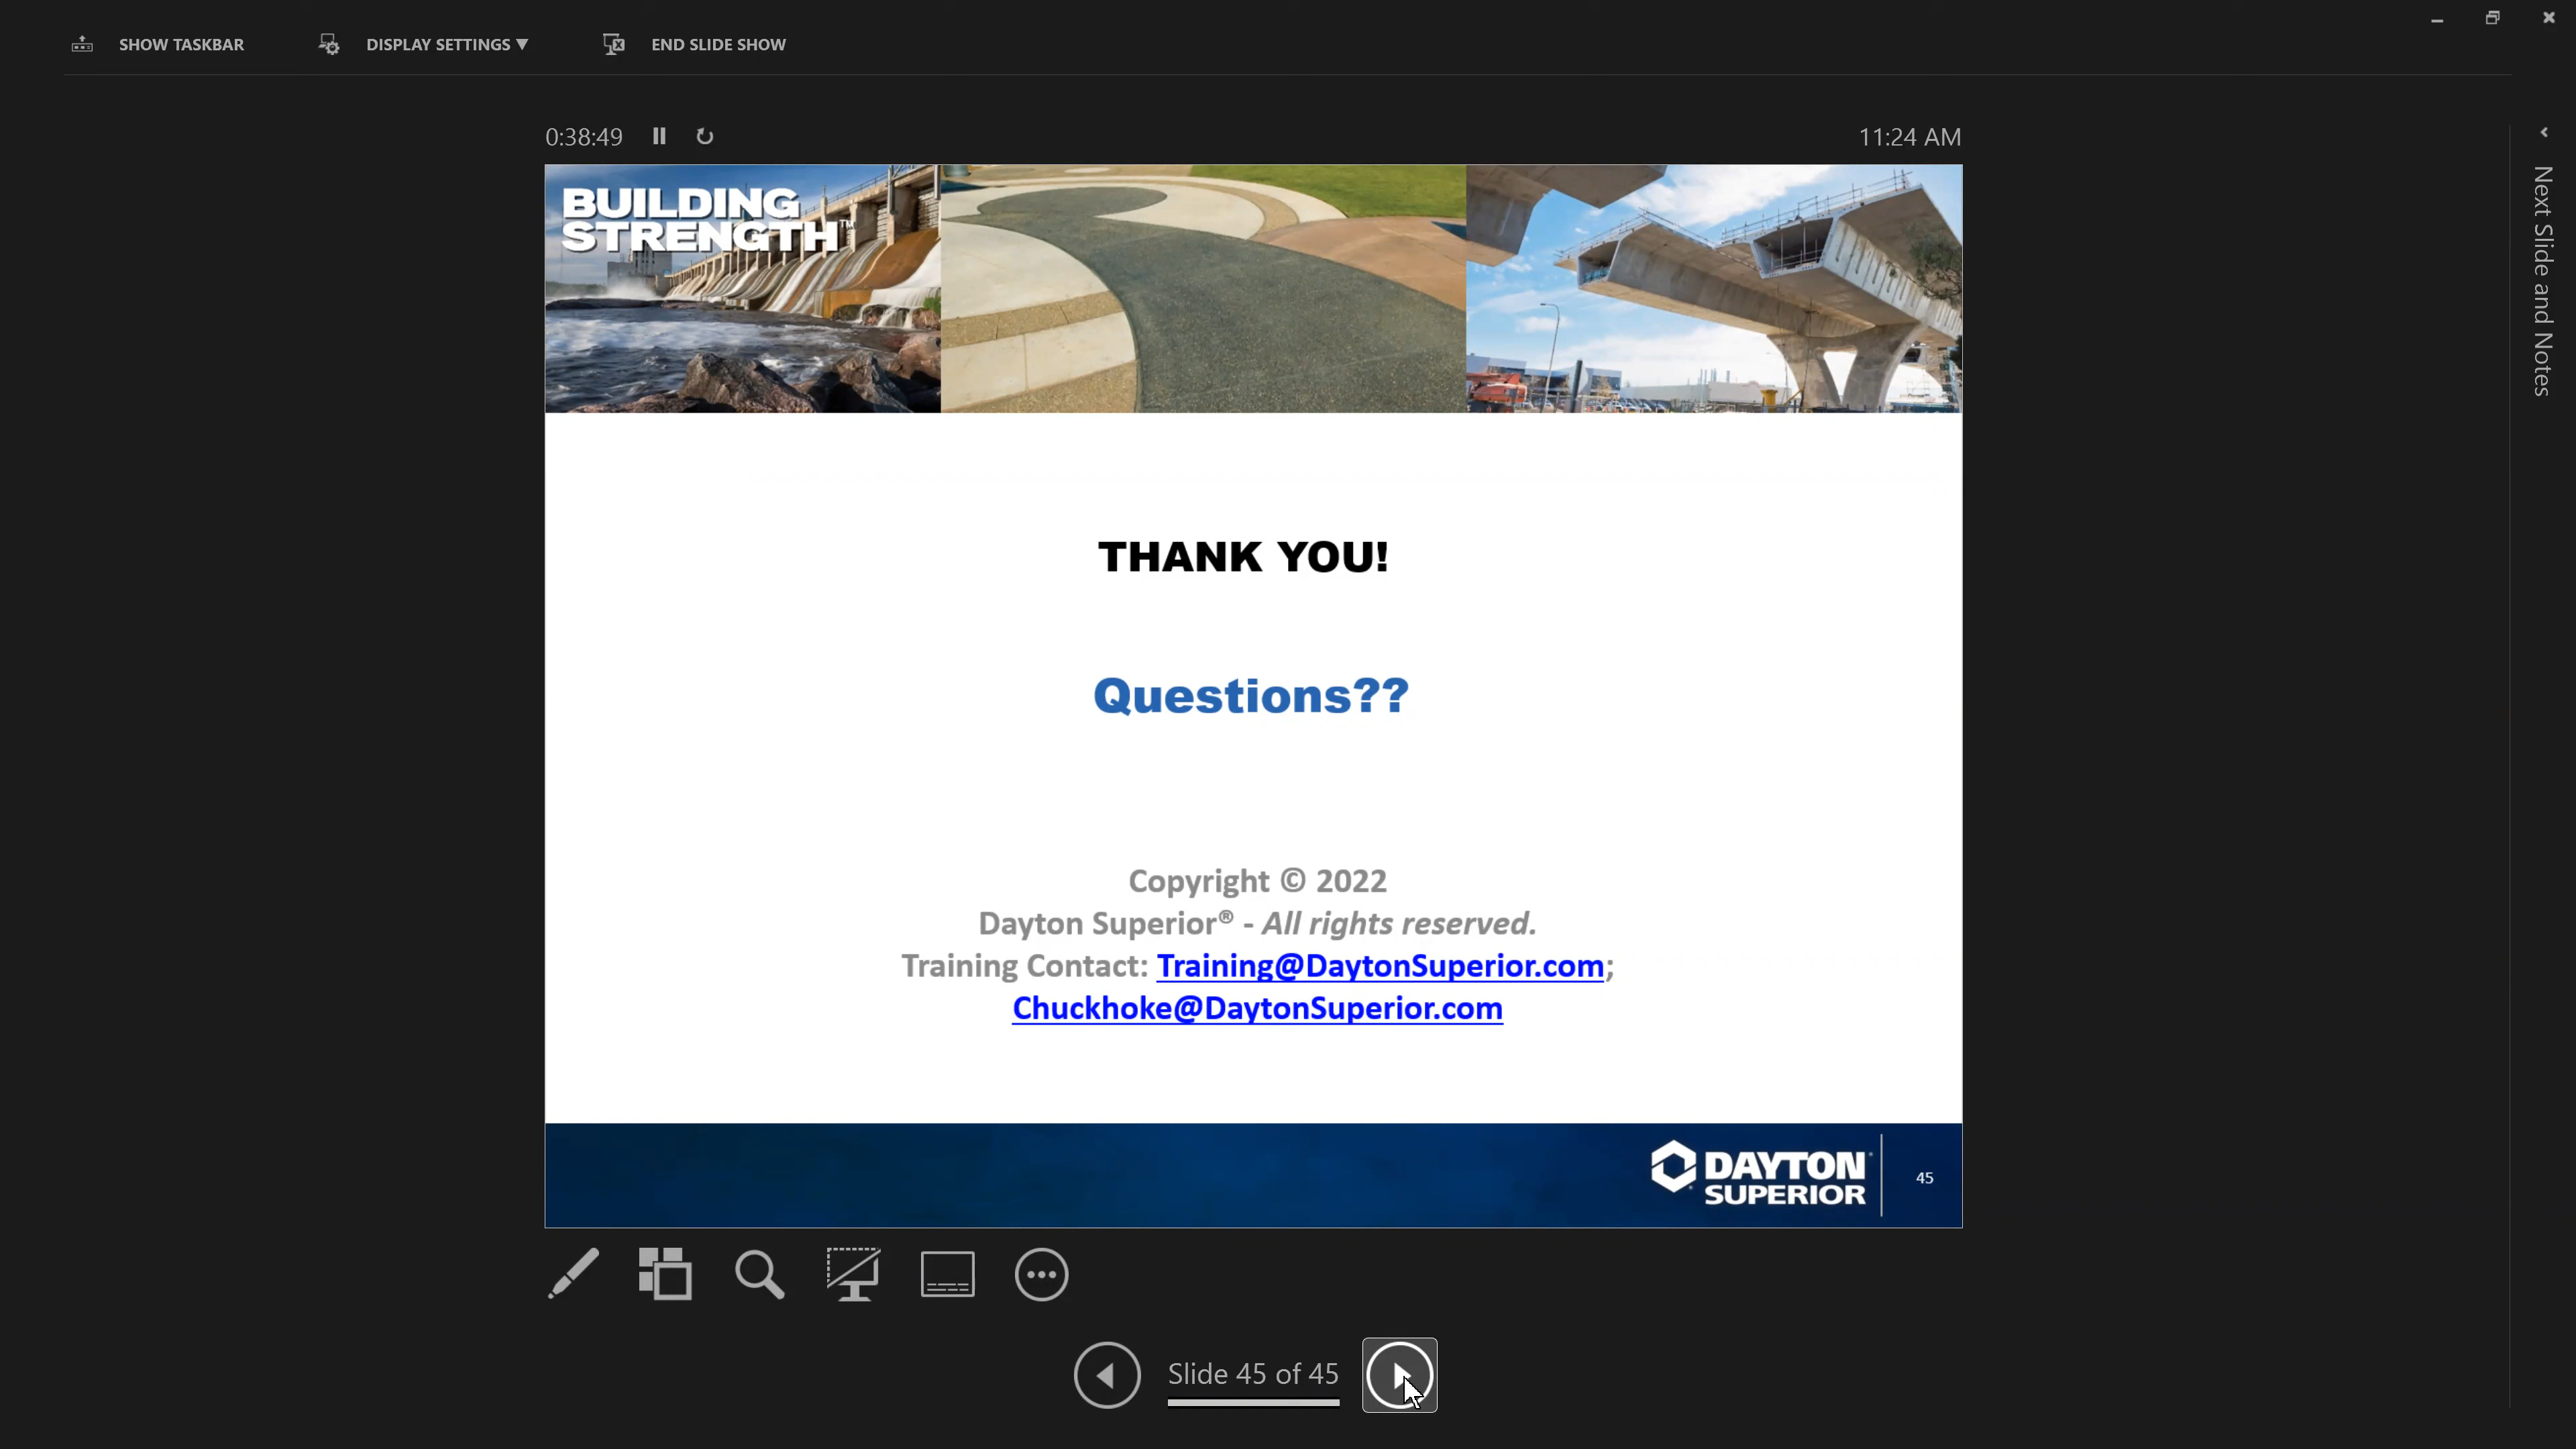 SHOW TASKBAR
DISPLAY SETTINGS ▼
END SLIDE SHOW
0:38:49
11:24 AM
Next Slide and Notes
BUILDING
STRENGTH™
THANK YOU!
Questions??
Copyright © 2022
Dayton Superior® - All rights reserved.
Training Contact: Training@DaytonSuperior.com;
Chuckhoke@DaytonSuperior.com
DAYTON
SUPERIOR
45
Slide 45 of 45